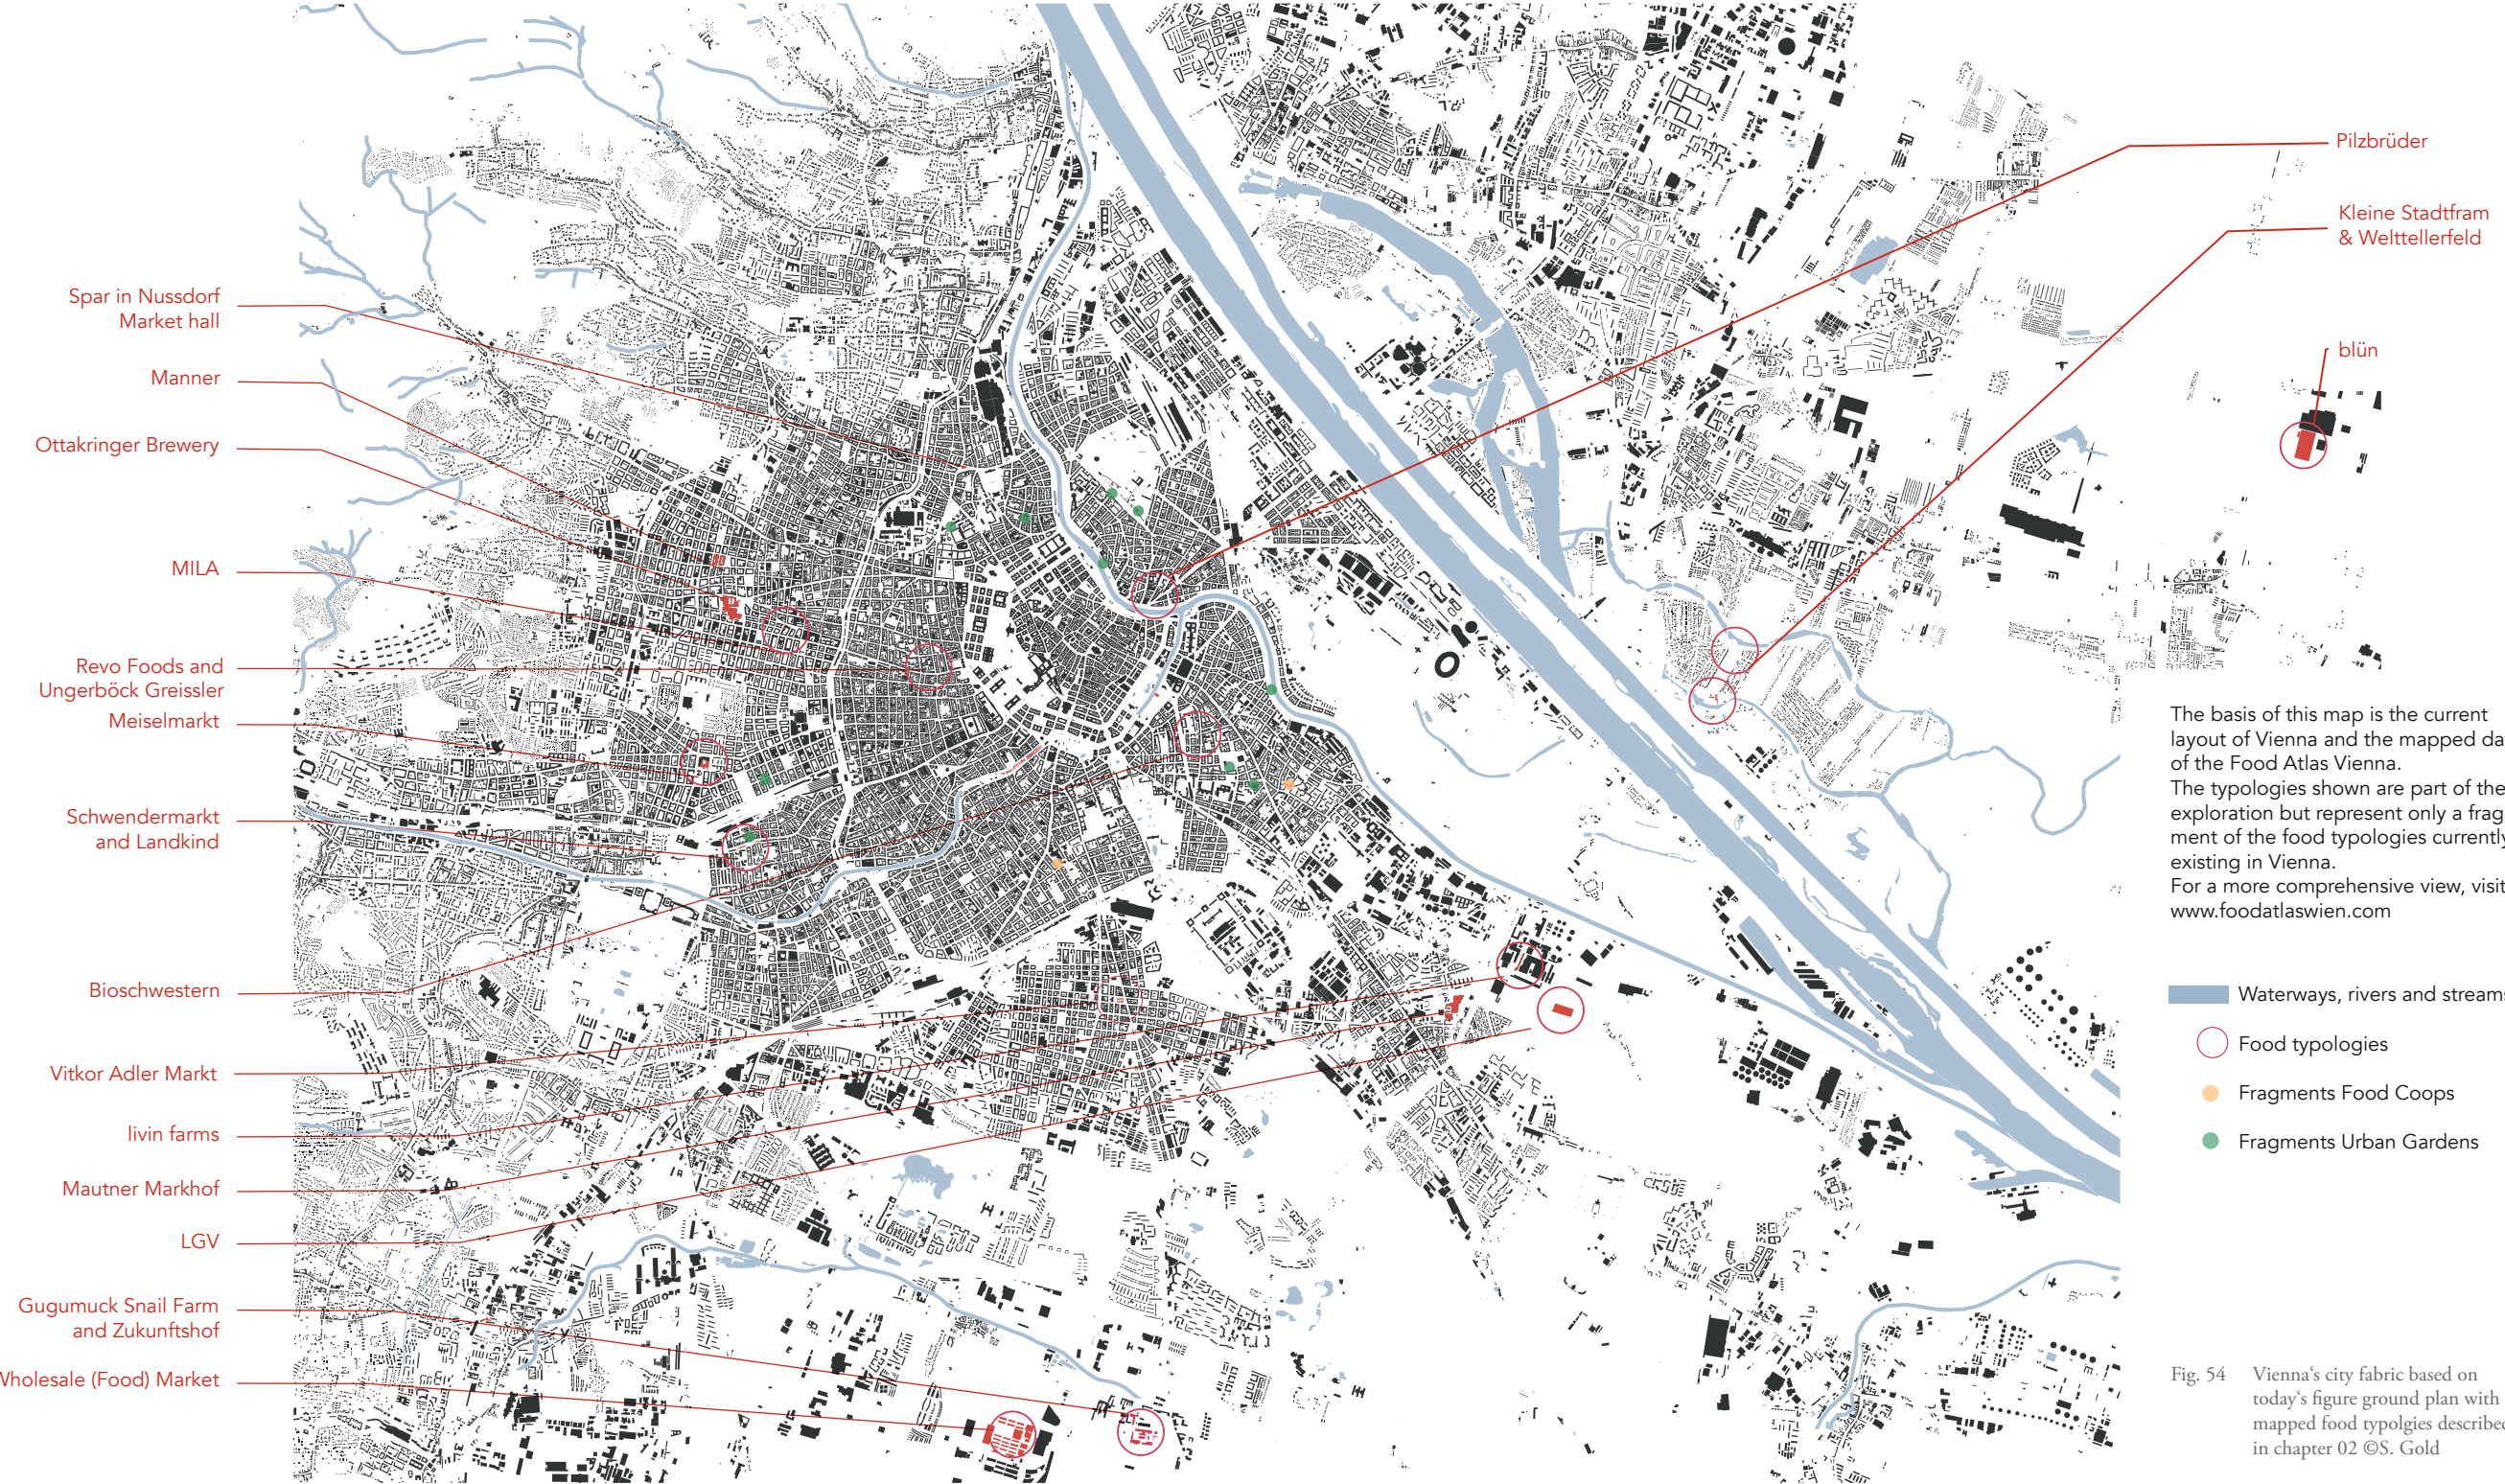 Spar in Nussdorf
Market hall
Manner
Ottakringer Brewery
MILA
Revo Foods and
Ungerböck Greissler
Meiselmarkt
Schwendermarkt
and Landkind
Bioschwestern
Vitkor Adler Markt
livin farms
Mautner Markhof
LGV
Gugumuck Snail Farm
and Zukunftshof
Wholesale (Food) Market
Pilzbrüder
Kleine Stadtfram
& Welttellerfeld
blün
The basis of this map is the current
layout of Vienna and the mapped da
of the Food Atlas Vienna.
The typologies shown are part of the
exploration but represent only a frag
ment of the food typologies currently
existing in Vienna.
For a more comprehensive view, visit
www.foodatlaswien.com
Waterways, rivers and streams
Food typologies
Fragments Food Coops
Fragments Urban Gardens
Fig. 54 Vienna‘s city fabric based on
today‘s figure ground plan with
mapped food typolgies described
in chapter 02 ©S. Gold